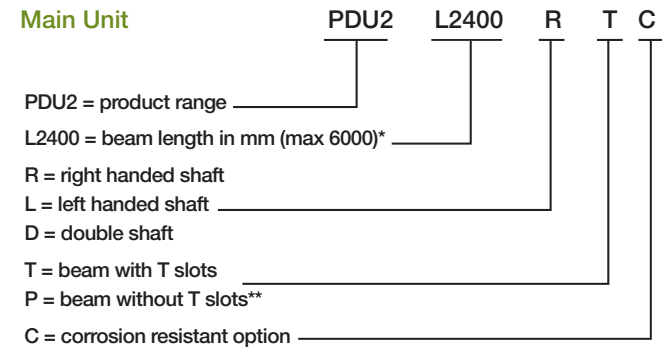 Main Unit PDU2 L2400 R T C
PDU2 = product range
L2400 = beam length in mm (max 6000)*
R = right handed shaft
L = left handed shaft
D = double shaft
T = beam with T slots
P = beam without T slots**
C = corrosion resistant option